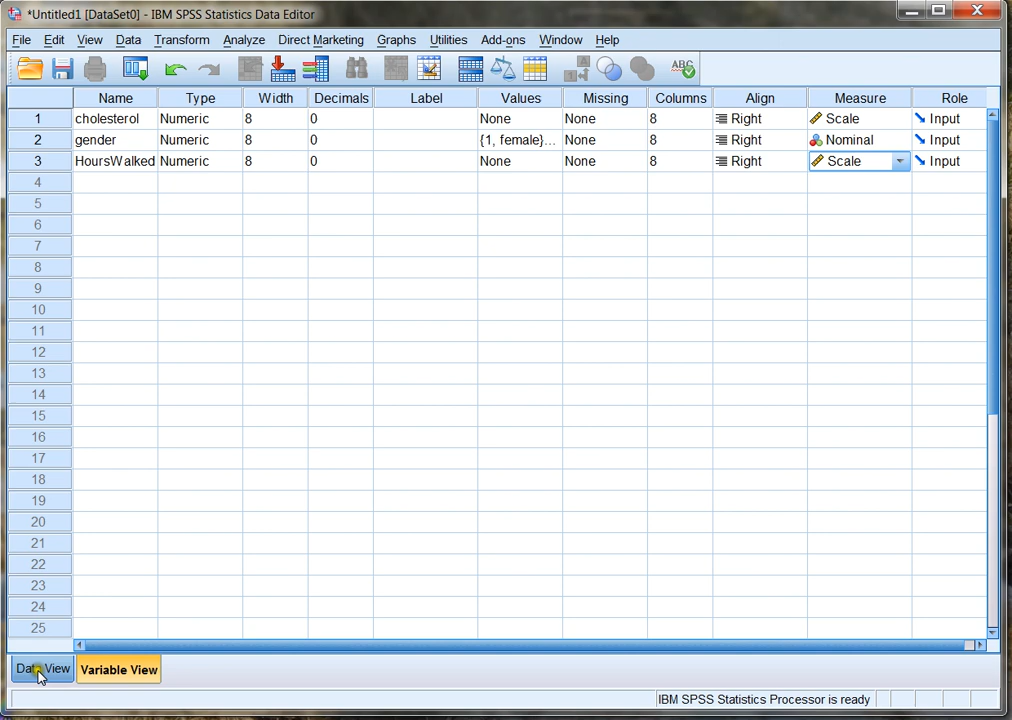 *Untitled1 [DataSet0] - IBM SPSS Statistics Data Editor
File Edit View Data Transform Analyze Direct Marketing Graphs Utilities Add-ons Window Help
ABC
Name Type Width Decimals Label Values Missing Columns Align Measure Role
1 cholesterol Numeric 8 0 None None 8 Right Scale Input
2 gender Numeric 8 0 {1, female}... None 8 Right Nominal Input
3 HoursWalked Numeric 8 0 None None 8 Right Scale Input
4
5
6
7
8
9
10
11
12
13
14
15
16
17
18
19
20
21
22
23
24
25
Data View Variable View
IBM SPSS Statistics Processor is ready